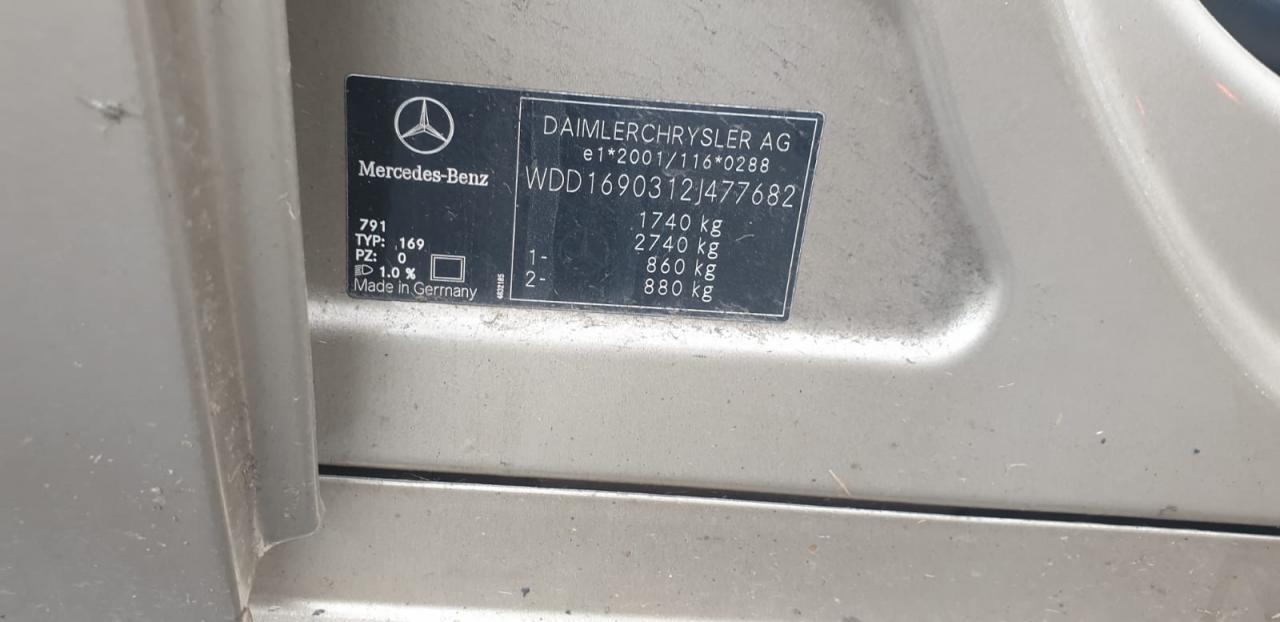 Mercedes-Benz
791
TYP: 169
PZ: 0
1.0 %
Made in Germany
4632185
DAIMLERCHRYSLER AG
e1*2001/116*0288
WDD1690312J477682
1740 kg
2740 kg
1- 860 kg
2- 880 kg